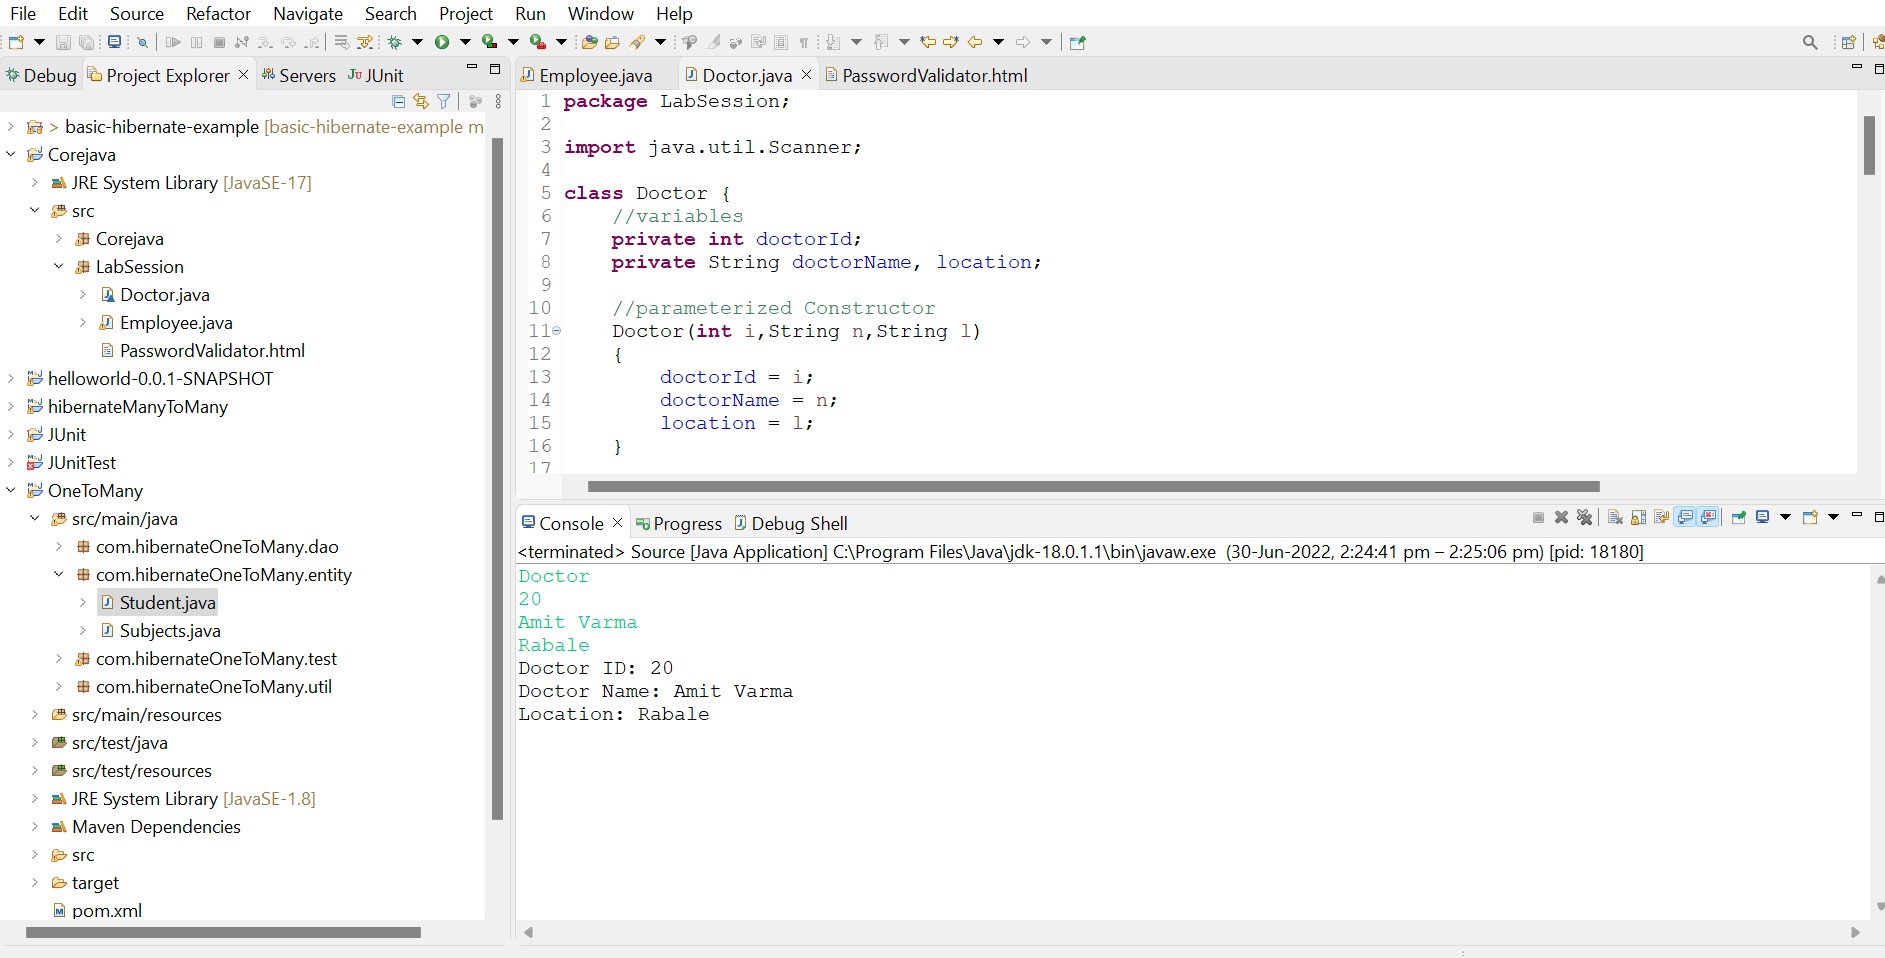 File Edit Source Refactor Navigate Search Project Run Window Help
Debug Project Explorer Servers JUnit
> basic-hibernate-example [basic-hibernate-example m
Corejava
JRE System Library [JavaSE-17]
src
Corejava
LabSession
Doctor.java
Employee.java
PasswordValidator.html
helloworld-0.0.1-SNAPSHOT
hibernateManyToMany
JUnit
JUnitTest
OneToMany
src/main/java
com.hibernateOneToMany.dao
com.hibernateOneToMany.entity
Student.java
Subjects.java
com.hibernateOneToMany.test
com.hibernateOneToMany.util
src/main/resources
src/test/java
src/test/resources
JRE System Library [JavaSE-1.8]
Maven Dependencies
src
target
pom.xml
Employee.java Doctor.java PasswordValidator.html
1 package LabSession;
2
3 import java.util.Scanner;
4
5 class Doctor {
6 //variables
7 private int doctorId;
8 private String doctorName, location;
9
10 //parameterized Constructor
11 Doctor(int i,String n,String l)
12 {
13 doctorId = i;
14 doctorName = n;
15 location = l;
16 }
17
Console Progress Debug Shell
<terminated> Source [Java Application] C:\Program Files\Java\jdk-18.0.1.1\bin\javaw.exe (30-Jun-2022, 2:24:41 pm – 2:25:06 pm) [pid: 18180]
Doctor
20
Amit Varma
Rabale
Doctor ID: 20
Doctor Name: Amit Varma
Location: Rabale